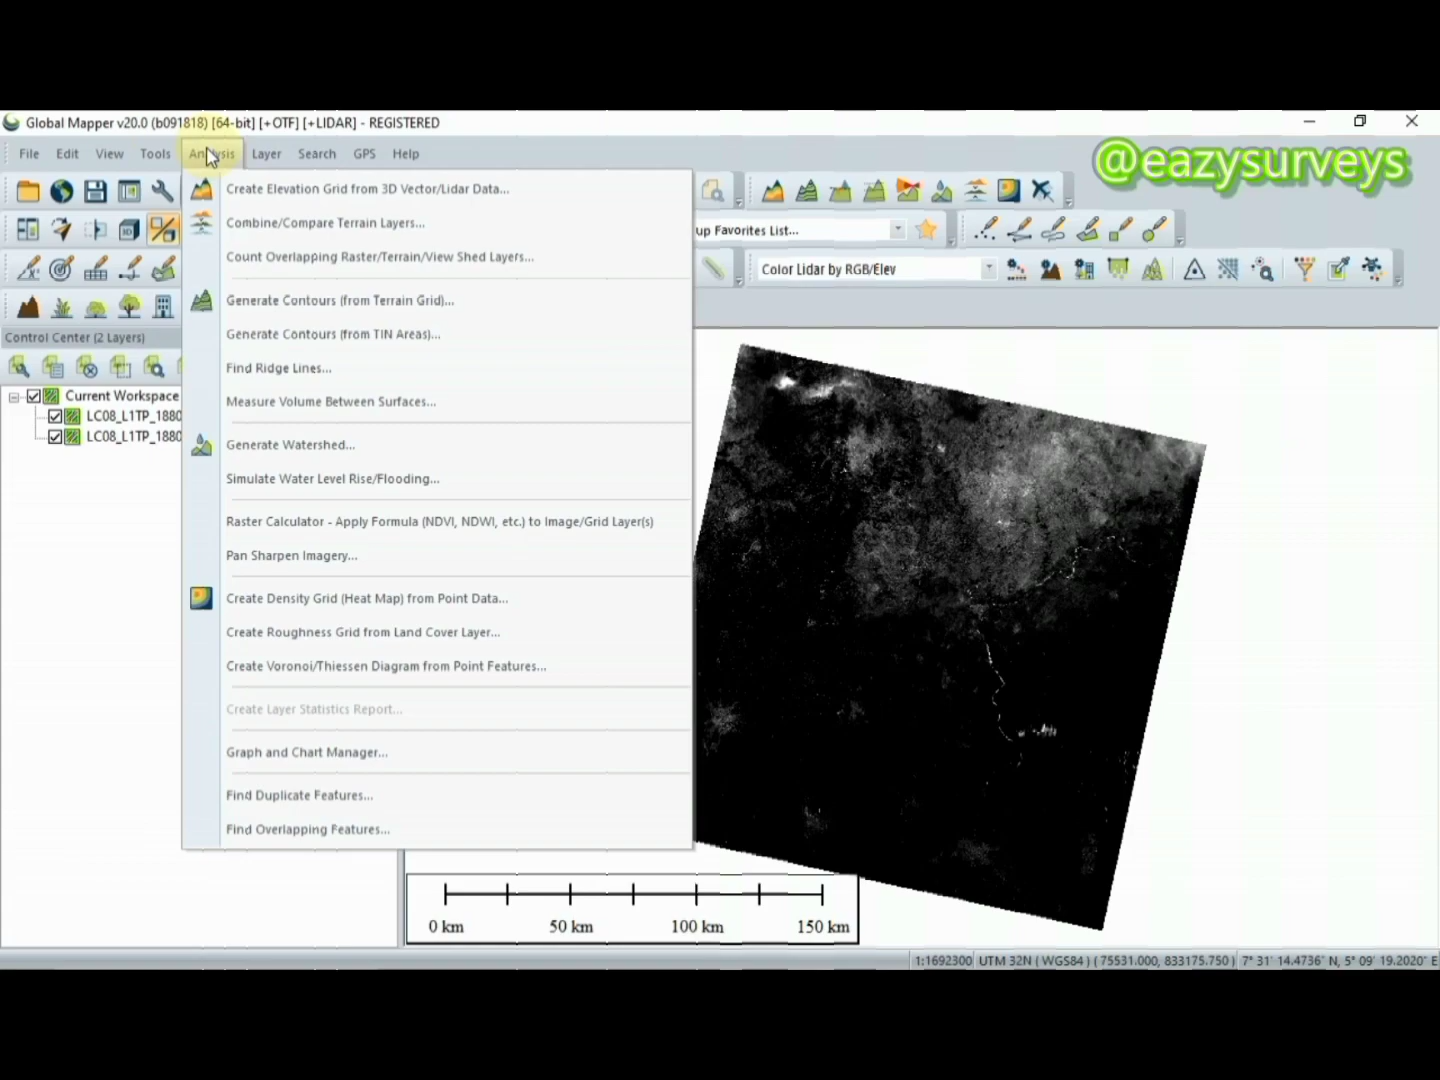 Global Mapper v20.0 (b091818) [64-bit] [+OTF] [+LIDAR] - REGISTERED
@eazysurveys
File Edit View Tools Analysis Layer Search GPS Help
Create Elevation Grid from 3D Vector/Lidar Data...
Combine/Compare Terrain Layers...
up Favorites List...
Count Overlapping Raster/Terrain/View Shed Layers...
Color Lidar by RGB/Elev
Generate Contours (from Terrain Grid)...
Generate Contours (from TIN Areas)...
Control Center (2 Layers)
Find Ridge Lines...
Current Workspace
Measure Volume Between Surfaces...
LC08_L1TP_1880
LC08_L1TP_1880
Generate Watershed...
Simulate Water Level Rise/Flooding...
Raster Calculator - Apply Formula (NDVI, NDWI, etc.) to Image/Grid Layer(s)
Pan Sharpen Imagery...
Create Density Grid (Heat Map) from Point Data...
Create Roughness Grid from Land Cover Layer...
Create Voronoi/Thiessen Diagram from Point Features...
Create Layer Statistics Report...
Graph and Chart Manager...
Find Duplicate Features...
Find Overlapping Features...
0 km 50 km 100 km 150 km
1:1692300 UTM 32N ( WGS84 ) ( 75531.000, 833175.750 ) 7° 31' 14.4736" N, 5° 09' 19.2020" E